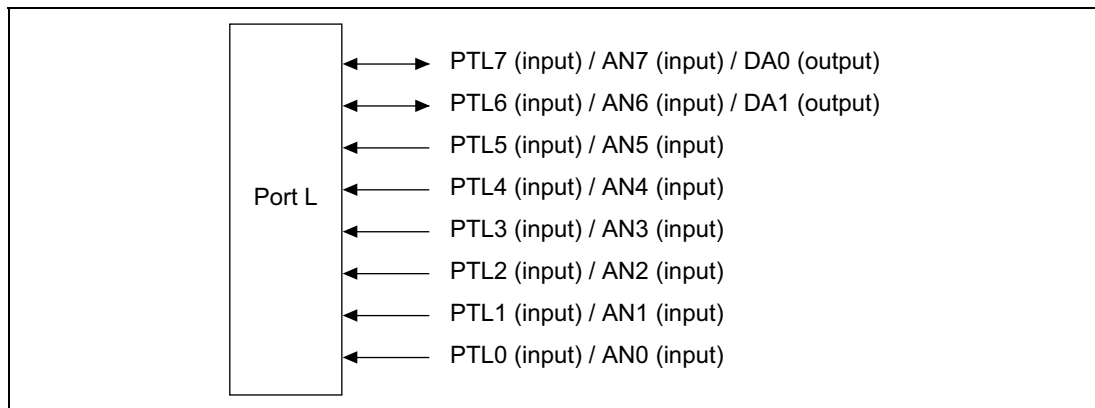 Port L
PTL7 (input) / AN7 (input) / DA0 (output)
PTL6 (input) / AN6 (input) / DA1 (output)
PTL5 (input) / AN5 (input)
PTL4 (input) / AN4 (input)
PTL3 (input) / AN3 (input)
PTL2 (input) / AN2 (input)
PTL1 (input) / AN1 (input)
PTL0 (input) / AN0 (input)